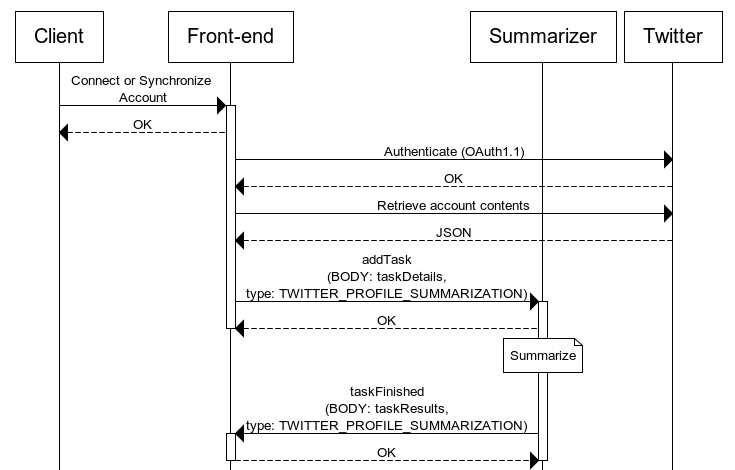 Client
Front-end
Summarizer
Twitter
Connect or Synchronize
Account
OK
Authenticate (OAuth1.1)
OK
Retrieve account contents
JSON
addTask
(BODY: taskDetails,
type: TWITTER_PROFILE_SUMMARIZATION)
OK
Summarize
taskFinished
(BODY: taskResults,
type: TWITTER_PROFILE_SUMMARIZATION)
OK